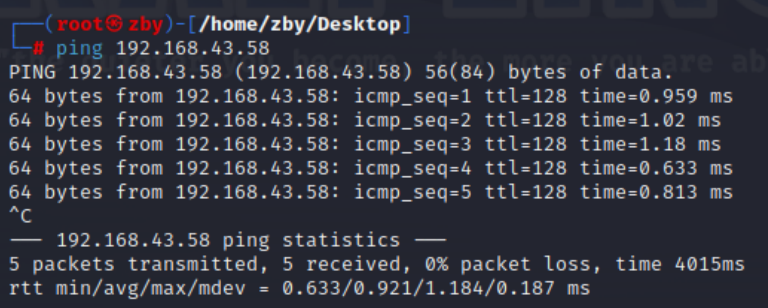 ┌──(root㉿zby)-[/home/zby/Desktop]
└─# ping 192.168.43.58
PING 192.168.43.58 (192.168.43.58) 56(84) bytes of data.
64 bytes from 192.168.43.58: icmp_seq=1 ttl=128 time=0.959 ms
64 bytes from 192.168.43.58: icmp_seq=2 ttl=128 time=1.02 ms
64 bytes from 192.168.43.58: icmp_seq=3 ttl=128 time=1.18 ms
64 bytes from 192.168.43.58: icmp_seq=4 ttl=128 time=0.633 ms
64 bytes from 192.168.43.58: icmp_seq=5 ttl=128 time=0.813 ms
^C
--- 192.168.43.58 ping statistics ---
5 packets transmitted, 5 received, 0% packet loss, time 4015ms
rtt min/avg/max/mdev = 0.633/0.921/1.184/0.187 ms